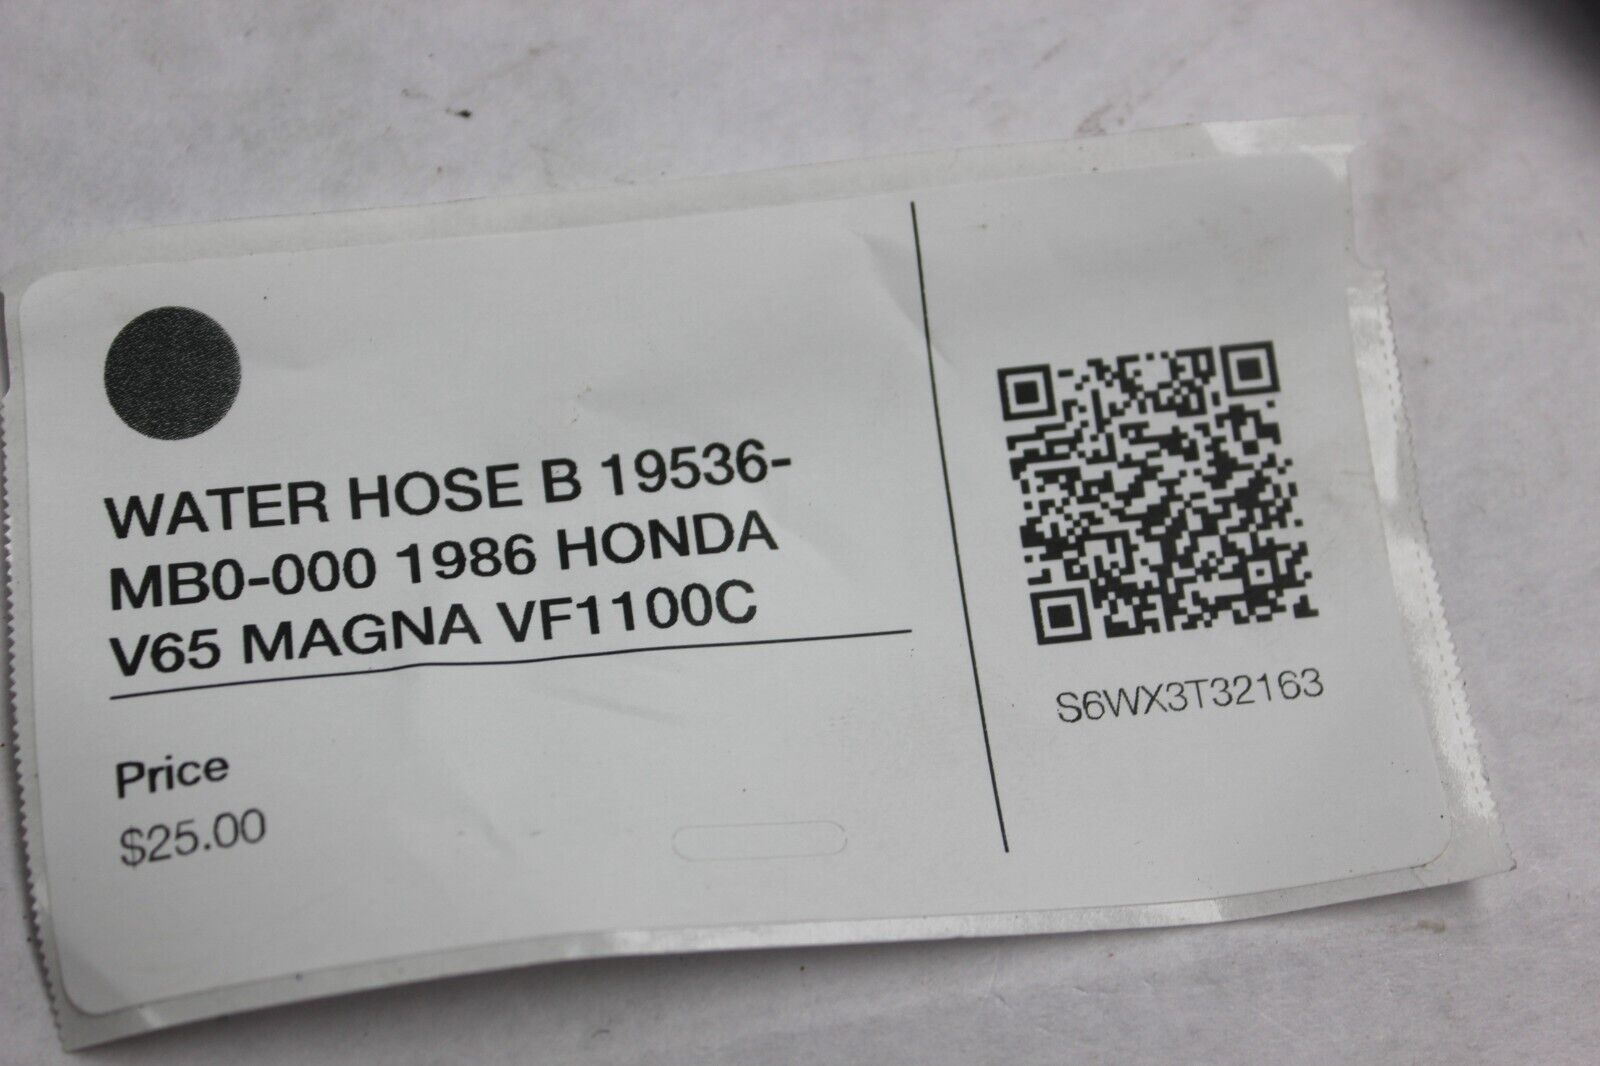 WATER HOSE B 19536-
MB0-000 1986 HONDA
V65 MAGNA VF1100C
Price
$25.00
S6WX3T32163